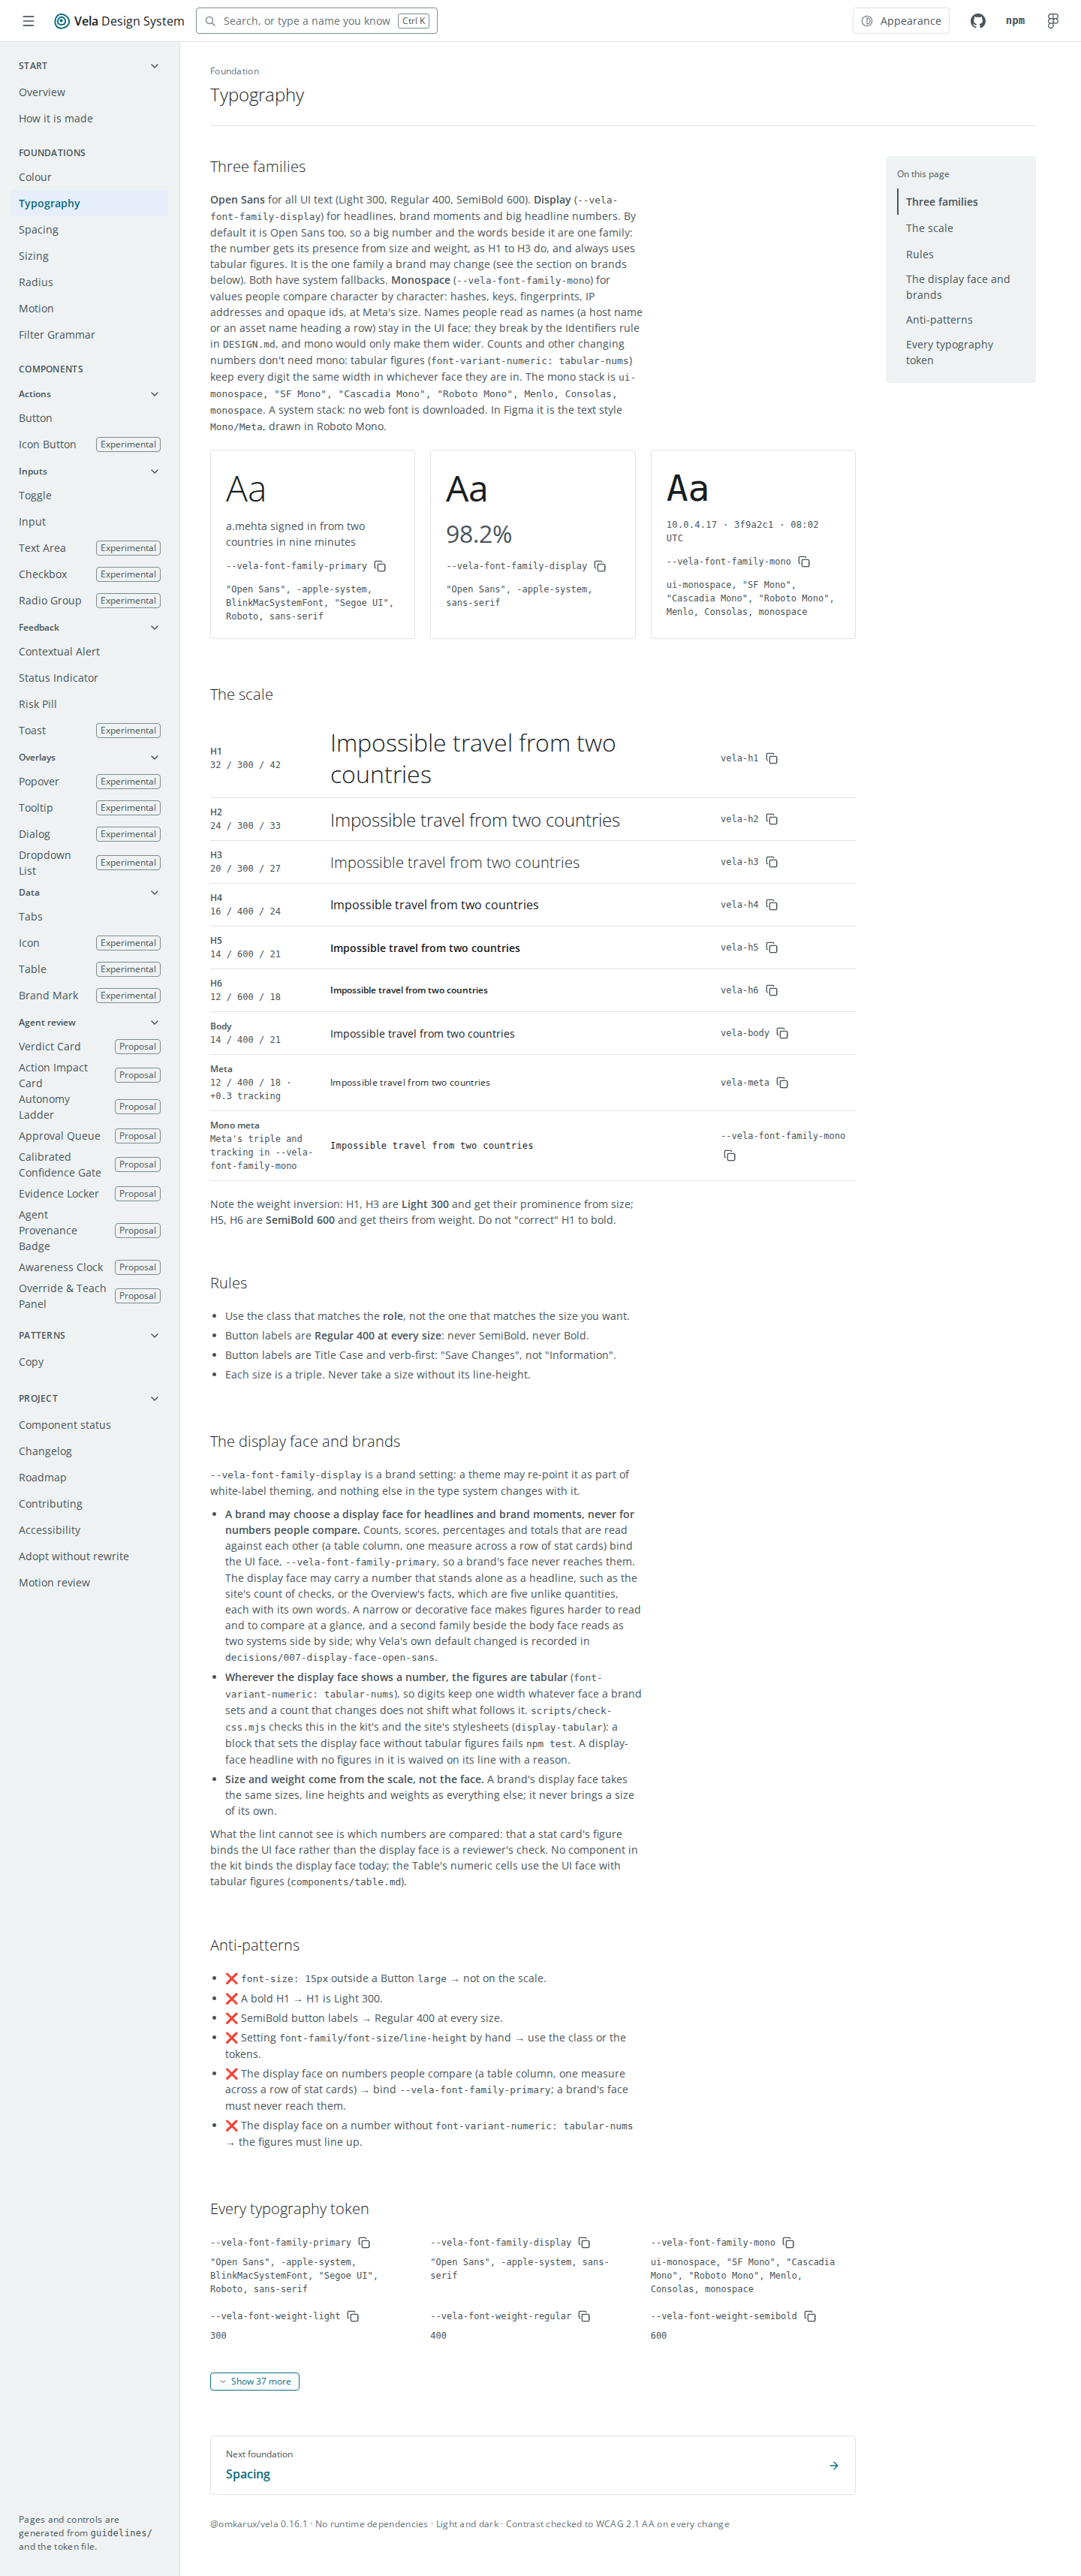 Vela Design System
Search, or type a name you know
Ctrl K
Appearance
npm
START
Overview
How it is made
FOUNDATIONS
Colour
Typography
Spacing
Sizing
Radius
Motion
Filter Grammar
COMPONENTS
Actions
Button
Icon Button Experimental
Inputs
Toggle
Input
Text Area Experimental
Checkbox Experimental
Radio Group Experimental
Feedback
Contextual Alert
Status Indicator
Risk Pill
Toast Experimental
Overlays
Popover Experimental
Tooltip Experimental
Dialog Experimental
Dropdown
List
Experimental
Data
Tabs
Icon Experimental
Table Experimental
Brand Mark Experimental
Agent review
Verdict Card Proposal
Action Impact
Card
Proposal
Autonomy
Ladder
Proposal
Approval Queue Proposal
Calibrated
Confidence Gate
Proposal
Evidence Locker Proposal
Agent
Provenance
Badge
Proposal
Awareness Clock Proposal
Override & Teach
Panel
Proposal
PATTERNS
Copy
PROJECT
Component status
Changelog
Roadmap
Contributing
Accessibility
Adopt without rewrite
Motion review
Pages and controls are
generated from guidelines/
and the token file.
Foundation
Typography
Three families
Open Sans for all UI text (Light 300, Regular 400, SemiBold 600). Display (--vela-
font-family-display) for headlines, brand moments and big headline numbers. By
default it is Open Sans too, so a big number and the words beside it are one family:
the number gets its presence from size and weight, as H1 to H3 do, and always uses
tabular figures. It is the one family a brand may change (see the section on brands
below). Both have system fallbacks. Monospace (--vela-font-family-mono) for
values people compare character by character: hashes, keys, fingerprints, IP
addresses and opaque ids, at Meta's size. Names people read as names (a host name
or an asset name heading a row) stay in the UI face; they break by the Identifiers rule
in DESIGN.md, and mono would only make them wider. Counts and other changing
numbers don't need mono: tabular figures (font-variant-numeric: tabular-nums)
keep every digit the same width in whichever face they are in. The mono stack is ui-
monospace, "SF Mono", "Cascadia Mono", "Roboto Mono", Menlo, Consolas,
monospace. A system stack: no web font is downloaded. In Figma it is the text style
Mono/Meta, drawn in Roboto Mono.
Aa
a.mehta signed in from two
countries in nine minutes
--vela-font-family-primary
"Open Sans", -apple-system,
BlinkMacSystemFont, "Segoe UI",
Roboto, sans-serif
Aa
98.2%
--vela-font-family-display
"Open Sans", -apple-system,
sans-serif
Aa
10.0.4.17 · 3f9a2c1 · 08:02
UTC
--vela-font-family-mono
ui-monospace, "SF Mono",
"Cascadia Mono", "Roboto Mono",
Menlo, Consolas, monospace
The scale
H1
32 / 300 / 42
Impossible travel from two
countries
vela-h1
H2
24 / 300 / 33
Impossible travel from two countries
vela-h2
H3
20 / 300 / 27
Impossible travel from two countries
vela-h3
H4
16 / 400 / 24
Impossible travel from two countries
vela-h4
H5
14 / 600 / 21
Impossible travel from two countries
vela-h5
H6
12 / 600 / 18
Impossible travel from two countries
vela-h6
Body
14 / 400 / 21
Impossible travel from two countries
vela-body
Meta
12 / 400 / 18 ·
+0.3 tracking
Impossible travel from two countries
vela-meta
Mono meta
Meta's triple and
tracking in --vela-
font-family-mono
Impossible travel from two countries
--vela-font-family-mono
Note the weight inversion: H1, H3 are Light 300 and get their prominence from size;
H5, H6 are SemiBold 600 and get theirs from weight. Do not "correct" H1 to bold.
Rules
• Use the class that matches the role, not the one that matches the size you want.
• Button labels are Regular 400 at every size: never SemiBold, never Bold.
• Button labels are Title Case and verb-first: "Save Changes", not "Information".
• Each size is a triple. Never take a size without its line-height.
The display face and brands
--vela-font-family-display is a brand setting: a theme may re-point it as part of
white-label theming, and nothing else in the type system changes with it.
• A brand may choose a display face for headlines and brand moments, never for
numbers people compare. Counts, scores, percentages and totals that are read
against each other (a table column, one measure across a row of stat cards) bind
the UI face, --vela-font-family-primary, so a brand's face never reaches them.
The display face may carry a number that stands alone as a headline, such as the
site's count of checks, or the Overview's facts, which are five unlike quantities,
each with its own words. A narrow or decorative face makes figures harder to read
and to compare at a glance, and a second family beside the body face reads as
two systems side by side; why Vela's own default changed is recorded in
decisions/007-display-face-open-sans.
• Wherever the display face shows a number, the figures are tabular (font-
variant-numeric: tabular-nums), so digits keep one width whatever face a brand
sets and a count that changes does not shift what follows it. scripts/check-
css.mjs checks this in the kit's and the site's stylesheets (display-tabular): a
block that sets the display face without tabular figures fails npm test. A display-
face headline with no figures in it is waived on its line with a reason.
• Size and weight come from the scale, not the face. A brand's display face takes
the same sizes, line heights and weights as everything else; it never brings a size
of its own.
What the lint cannot see is which numbers are compared: that a stat card's figure
binds the UI face rather than the display face is a reviewer's check. No component in
the kit binds the display face today; the Table's numeric cells use the UI face with
tabular figures (components/table.md).
Anti-patterns
• ❌ font-size: 15px outside a Button large → not on the scale.
• ❌ A bold H1 → H1 is Light 300.
• ❌ SemiBold button labels → Regular 400 at every size.
• ❌ Setting font-family/font-size/line-height by hand → use the class or the
tokens.
• ❌ The display face on numbers people compare (a table column, one measure
across a row of stat cards) → bind --vela-font-family-primary; a brand's face
must never reach them.
• ❌ The display face on a number without font-variant-numeric: tabular-nums
→ the figures must line up.
Every typography token
--vela-font-family-primary
"Open Sans", -apple-system,
BlinkMacSystemFont, "Segoe UI",
Roboto, sans-serif
--vela-font-family-display
"Open Sans", -apple-system, sans-
serif
--vela-font-family-mono
ui-monospace, "SF Mono", "Cascadia
Mono", "Roboto Mono", Menlo,
Consolas, monospace
--vela-font-weight-light
300
--vela-font-weight-regular
400
--vela-font-weight-semibold
600
Show 37 more
Next foundation
Spacing
@omkarux/vela 0.16.1 · No runtime dependencies · Light and dark · Contrast checked to WCAG 2.1 AA on every change
On this page
Three families
The scale
Rules
The display face and
brands
Anti-patterns
Every typography
token